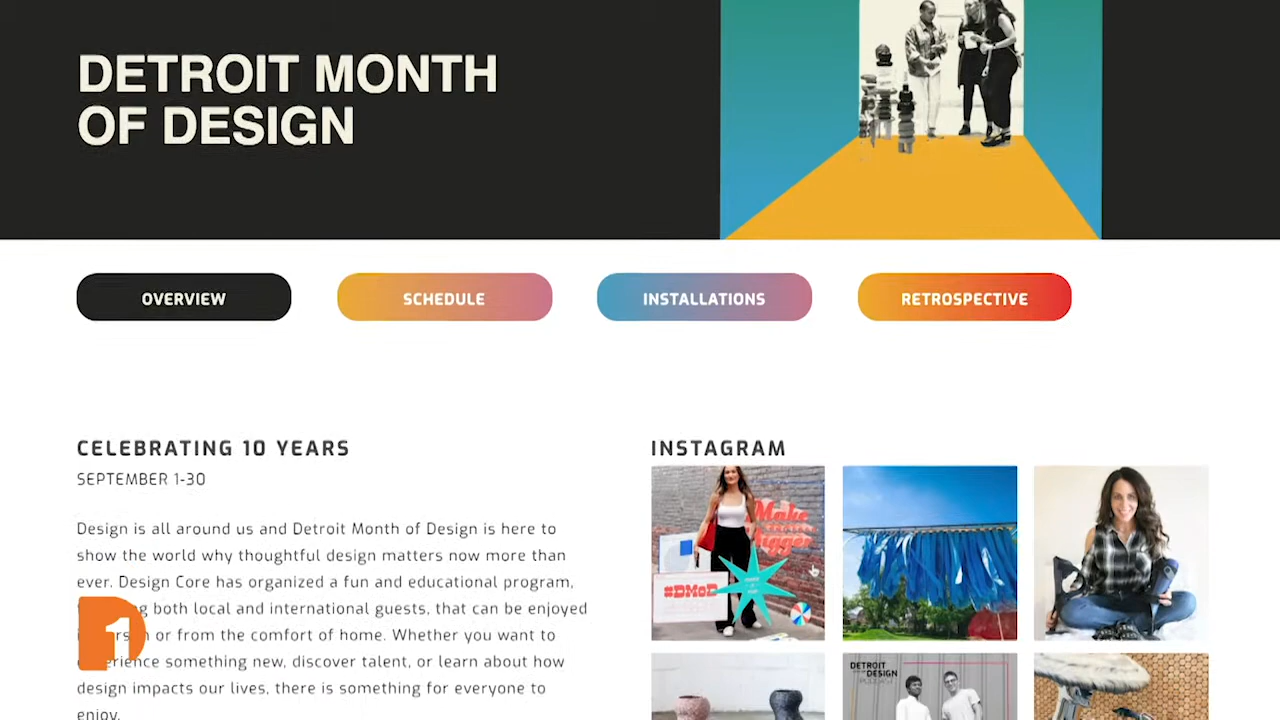 DETROIT MONTH
OF DESIGN
OVERVIEW
SCHEDULE
INSTALLATIONS
RETROSPECTIVE
CELEBRATING 10 YEARS
SEPTEMBER 1-30
Design is all around us and Detroit Month of Design is here to
show the world why thoughtful design matters now more than
ever. Design Core has organized a fun and educational program,
both local and international guests, that can be enjoyed
or from the comfort of home. Whether you want to
experience something new, discover talent, or learn about how
design impacts our lives, there is something for everyone to
enjoy.
1
INSTAGRAM
Make
Bigger
#DMOD
DETROIT
DESIGN